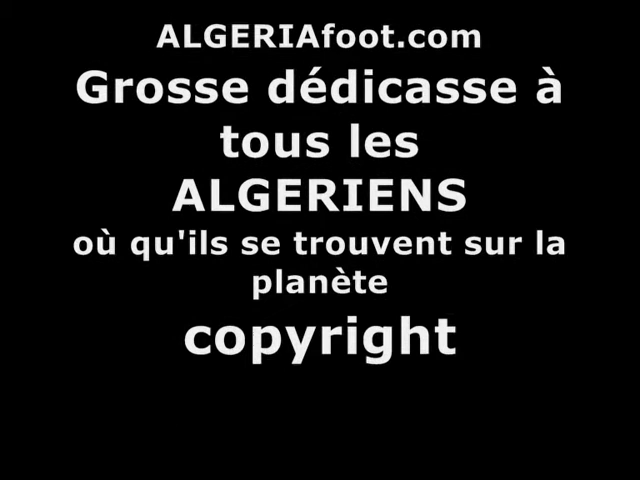 ALGERIAfoot.com
Grosse dédicasse à
tous les
ALGERIENS
où qu'ils se trouvent sur la
planète
copyright